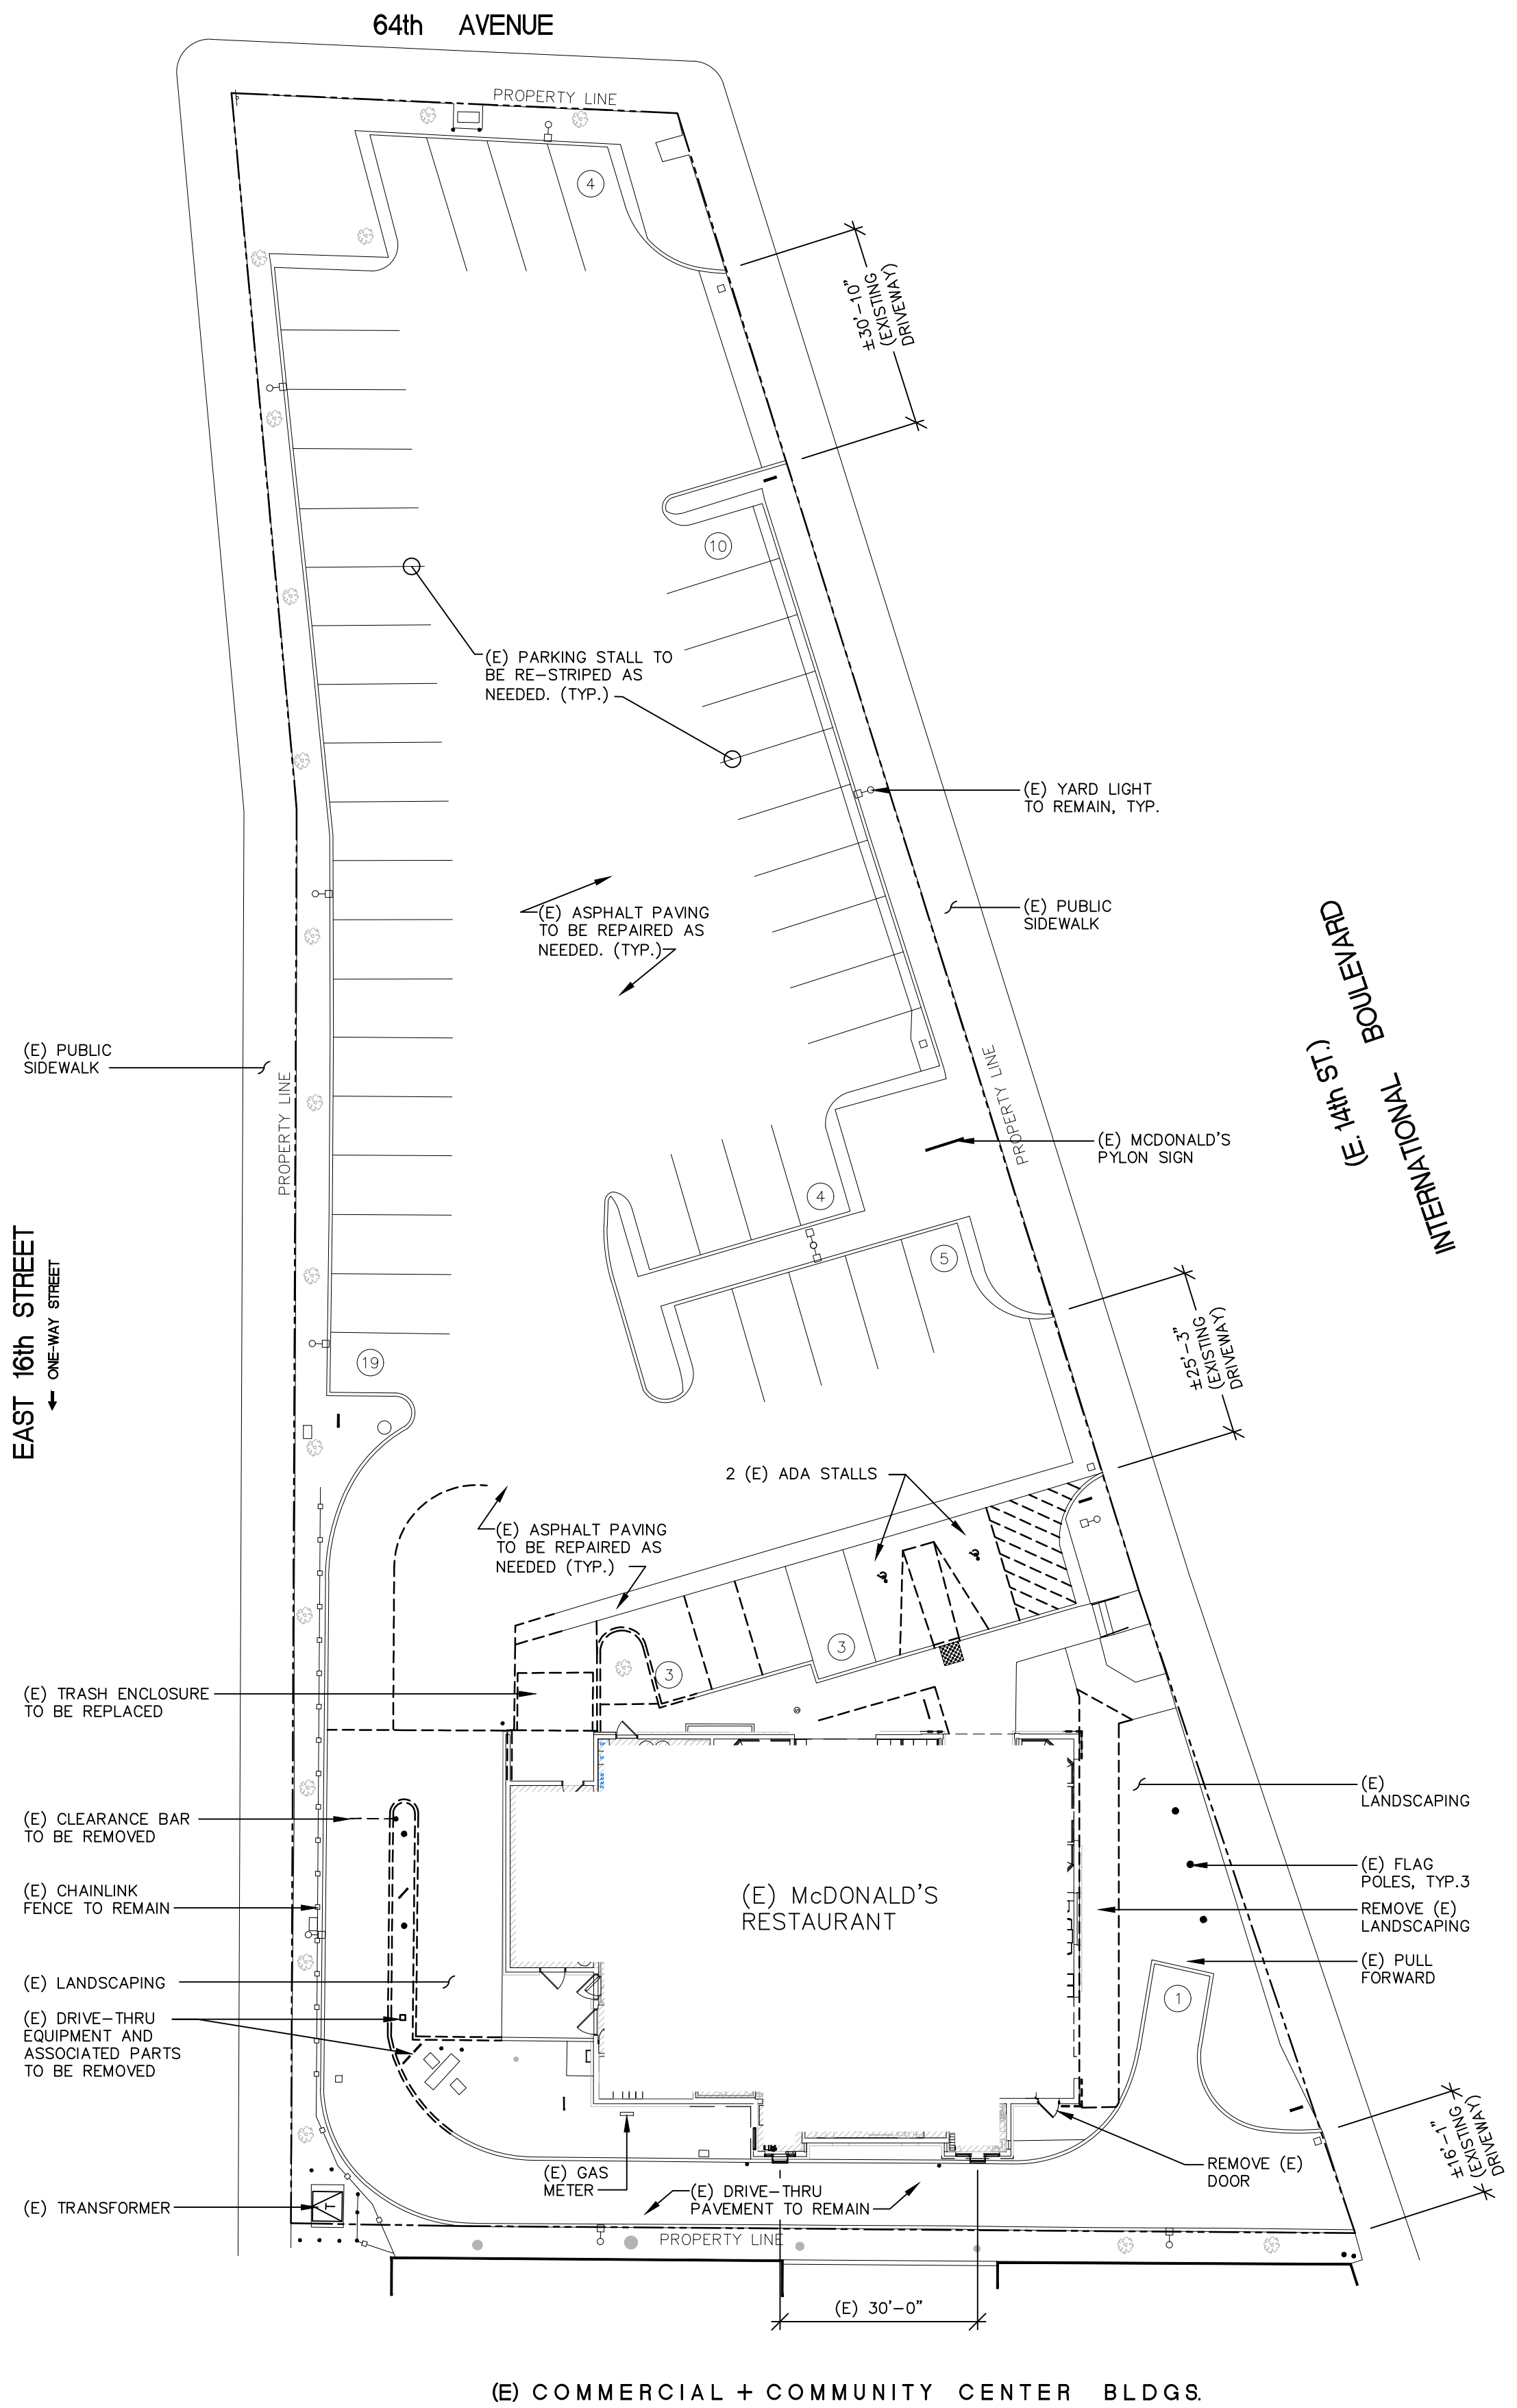 64th AVENUE
PROPERTY LINE
4
±30'-10"
(EXISTING
DRIVEWAY)
10
(E) PARKING STALL TO
BE RE-STRIPED AS
NEEDED. (TYP.)
(E) YARD LIGHT
TO REMAIN, TYP.
(E) ASPHALT PAVING
TO BE REPAIRED AS
NEEDED. (TYP.)
(E) PUBLIC
SIDEWALK
INTERNATIONAL BOULEVARD
(E. 14th ST.)
(E) PUBLIC
SIDEWALK
PROPERTY LINE
PROPERTY LINE
(E) MCDONALD'S
PYLON SIGN
4
5
EAST 16th STREET
← ONE-WAY STREET
19
±25'-3"
(EXISTING
DRIVEWAY)
2 (E) ADA STALLS
(E) ASPHALT PAVING
TO BE REPAIRED AS
NEEDED (TYP.)
3
3
(E) TRASH ENCLOSURE
TO BE REPLACED
(E)
LANDSCAPING
(E) CLEARANCE BAR
TO BE REMOVED
(E) FLAG
POLES, TYP.3
(E) CHAINLINK
FENCE TO REMAIN
(E) McDONALD'S
RESTAURANT
REMOVE (E)
LANDSCAPING
(E) PULL
FORWARD
1
(E) LANDSCAPING
(E) DRIVE-THRU
EQUIPMENT AND
ASSOCIATED PARTS
TO BE REMOVED
±16'-1"
(EXISTING
DRIVEWAY)
REMOVE (E)
DOOR
(E) GAS
METER
(E) DRIVE-THRU
PAVEMENT TO REMAIN
(E) TRANSFORMER
T
PROPERTY LINE
(E) 30'-0"
(E) COMMERCIAL + COMMUNITY CENTER BLDGS.